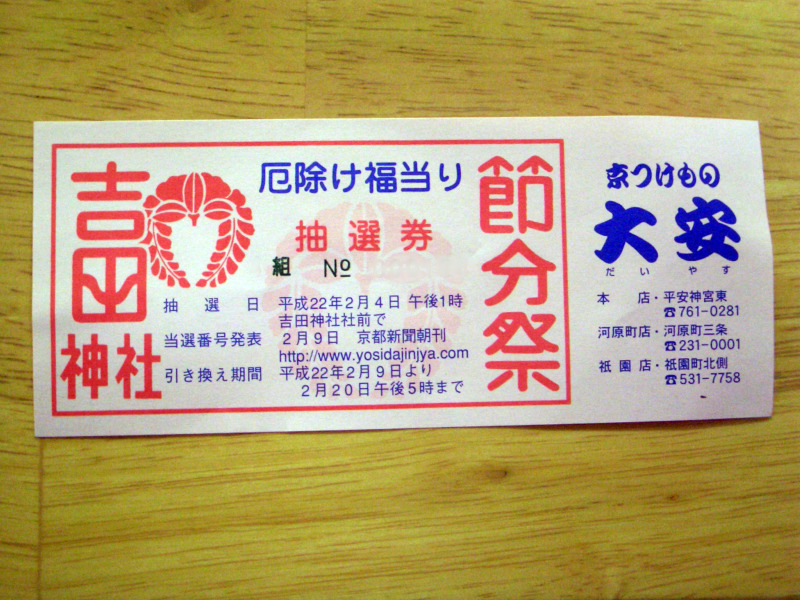 吉田
神社
厄除け福当り
抽選券
組 №
抽選日 平成22年2月4日 午後1時
吉田神社社前で
当選番号発表 2月9日 京都新聞朝刊
http://www.yosidajinjya.com
引き換え期間 平成22年2月9日より
2月20日午後5時まで
節分祭
京つけもの
大安
だいやす
本店・平安神宮東
☎761-0281
河原町店・河原町三条
☎231-0001
祇園店・祇園町北側
☎531-7758